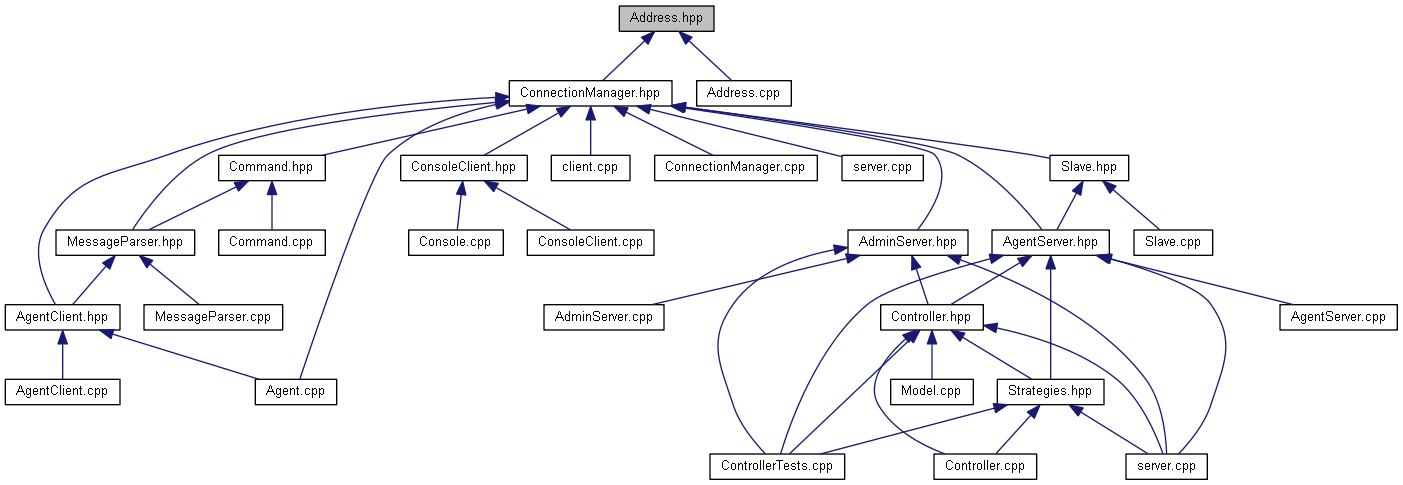 Address.hpp
ConnectionManager.hpp
Address.cpp
Command.hpp
ConsoleClient.hpp
client.cpp
ConnectionManager.cpp
server.cpp
Slave.hpp
MessageParser.hpp
Command.cpp
Console.cpp
ConsoleClient.cpp
AdminServer.hpp
AgentServer.hpp
Slave.cpp
AgentClient.hpp
MessageParser.cpp
AdminServer.cpp
Controller.hpp
AgentServer.cpp
AgentClient.cpp
Agent.cpp
Model.cpp
Strategies.hpp
ControllerTests.cpp
Controller.cpp
server.cpp